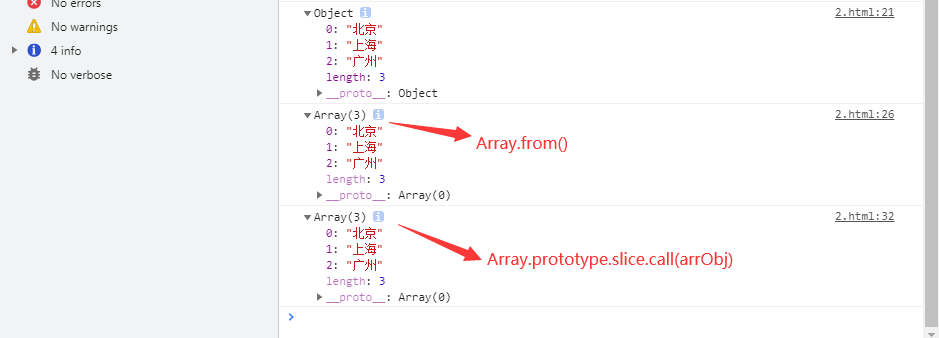 No errors
No warnings
4 info
No verbose
Object i 2.html:21
0: "北京"
1: "上海"
2: "广州"
length: 3
__proto__: Object
Array(3) i 2.html:26
0: "北京"
Array.from()
1: "上海"
2: "广州"
length: 3
__proto__: Array(0)
Array(3) i 2.html:32
0: "北京"
1: "上海"
Array.prototype.slice.call(arrObj)
2: "广州"
length: 3
__proto__: Array(0)